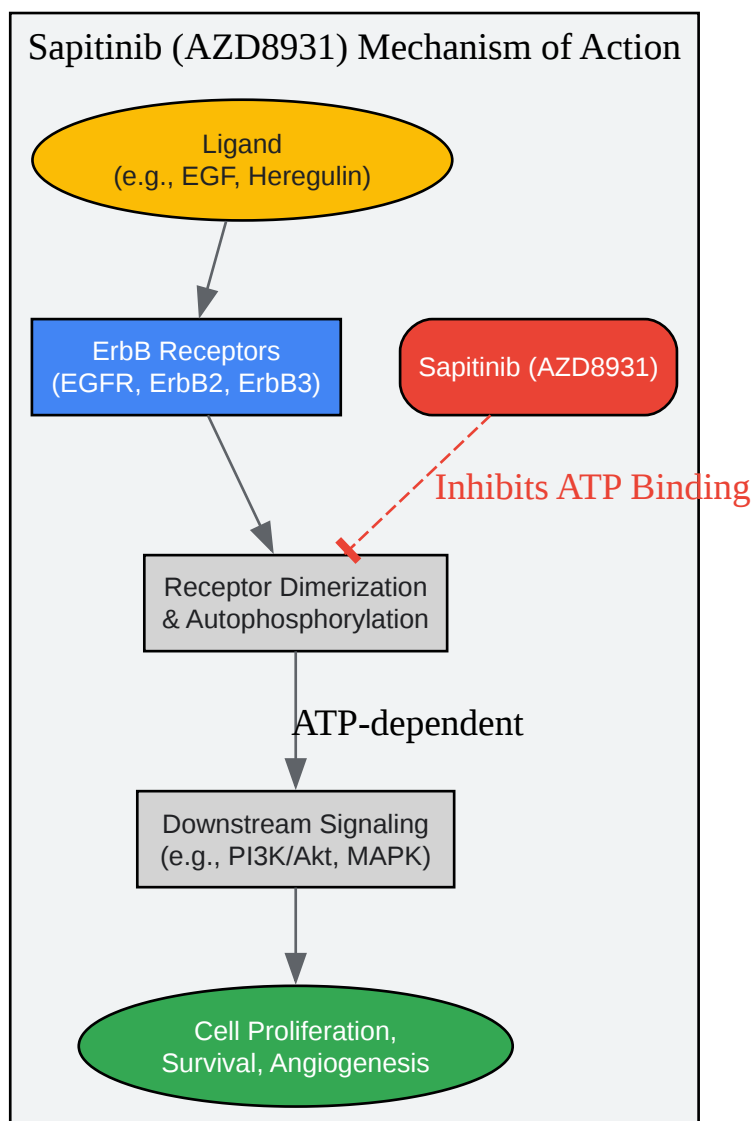 Sapitinib (AZD8931) Mechanism of Action
Ligand
(e.g., EGF, Heregulin)
ErbB Receptors
(EGFR, ErbB2, ErbB3)
Sapitinib (AZD8931)
Inhibits ATP Binding
Receptor Dimerization
& Autophosphorylation
ATP-dependent
Downstream Signaling
(e.g., PI3K/Akt, MAPK)
Cell Proliferation,
Survival, Angiogenesis